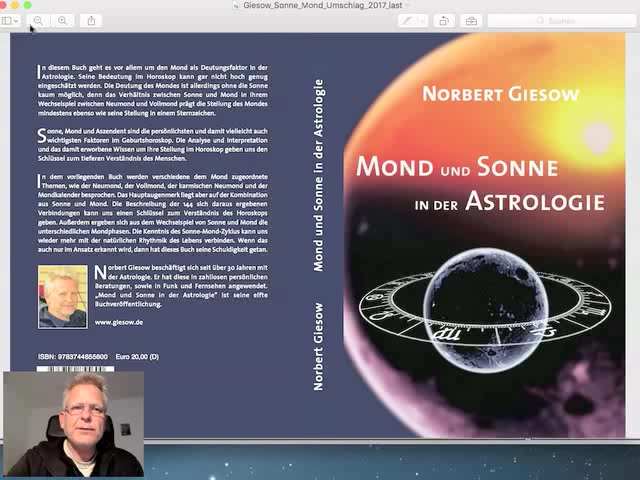 Giesow_Sonne_Mond_Umschlag_2017_last
Suchen
In diesem Buch geht es vor allem um den Mond als Deutungsfaktor in der
Astrologie. Seine Bedeutung im Horoskop kann gar nicht hoch genug
eingeschätzt werden. Die Deutung des Mondes ist allerdings ohne die Sonne
kaum möglich, denn das Verhältnis zwischen Sonne und Mond in ihrem
Wechselspiel zwischen Neumond und Vollmond prägt die Stellung des Mondes
mindestens ebenso wie seine Stellung in einem Sternzeichen.
Sonne, Mond und Aszendent sind die persönlichsten und damit vielleicht auch
wichtigsten Faktoren im Geburtshoroskop. Die Analyse und Interpretation
und das damit erworbene Wissen um ihre Stellung im Horoskop geben uns den
Schlüssel zum tieferen Verständnis des Menschen.
In dem vorliegenden Buch werden verschiedene dem Mond zugeordnete
Themen, wie der Neumond, der Vollmond, der karmischen Neumond und der
Mondkalender besprochen. Das Hauptaugenmerk liegt aber auf der Kombination
aus Sonne und Mond. Die Beschreibung der 144 sich daraus ergebenen
Verbindungen kann uns einen Schlüssel zum Verständnis des Horoskops
geben. Außerdem ergeben sich aus dem Wechselspiel von Sonne und Mond die
unterschiedlichen Mondphasen. Die Kenntnis des Sonne-Mond-Zyklus kann uns
wieder mehr mit der natürlichen Rhythmik des Lebens verbinden. Wenn das
auch nur im Ansatz erkannt wird, dann hat dieses Buch seine Schuldigkeit getan.
Norbert Giesow beschäftigt sich seit über 30 Jahren mit
der Astrologie. Er hat diese in zahllosen persönlichen
Beratungen, sowie in Funk und Fernsehen angewendet.
„Mond und Sonne in der Astrologie" ist seine elfte
Buchveröffentlichung.
www.giesow.de
ISBN: 9783744855600 Euro 20,00 (D)
Norbert Giesow Mond und Sonne in der Astrologie
Norbert Giesow
Mond und Sonne
in der Astrologie